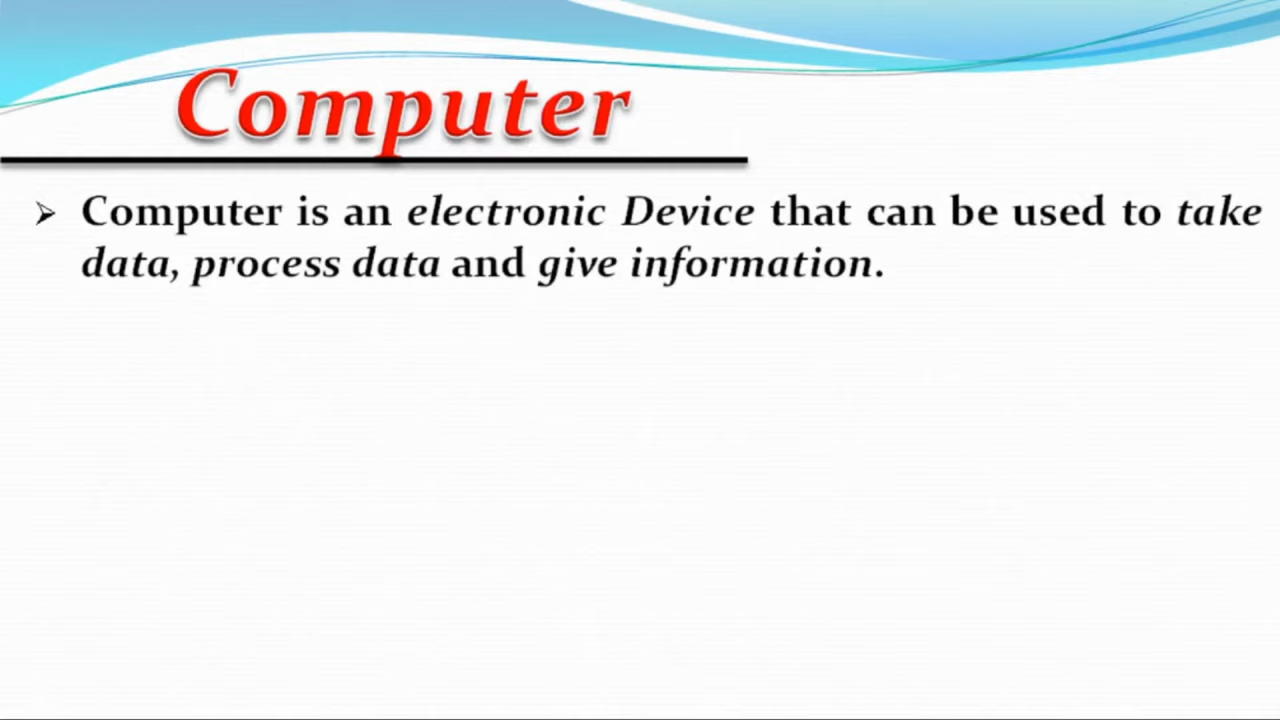 Computer
➢ Computer is an electronic Device that can be used to take
data, process data and give information.